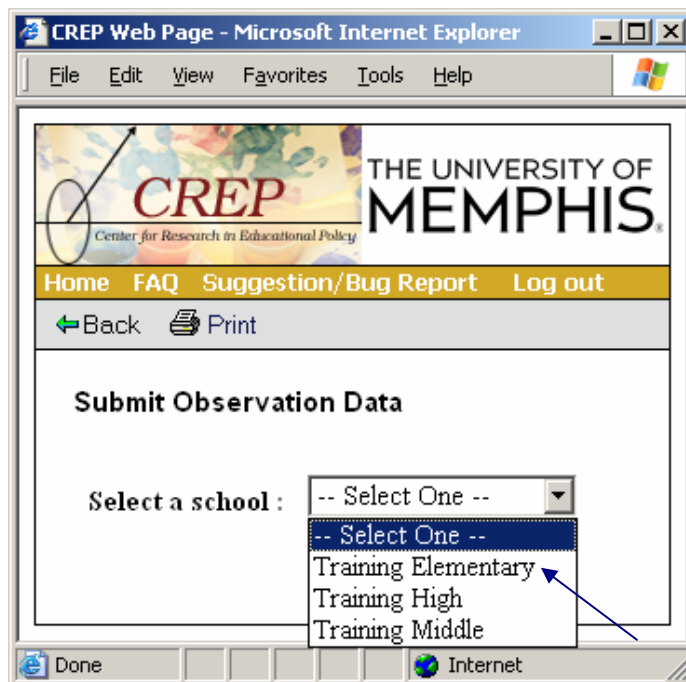 CREP Web Page - Microsoft Internet Explorer
File Edit View Favorites Tools Help
CREP
Center for Research in Educational Policy
THE UNIVERSITY OF
MEMPHIS®
Home FAQ Suggestion/Bug Report Log out
Back Print
Submit Observation Data
Select a school : -- Select One --
-- Select One --
Training Elementary
Training High
Training Middle
Done Internet